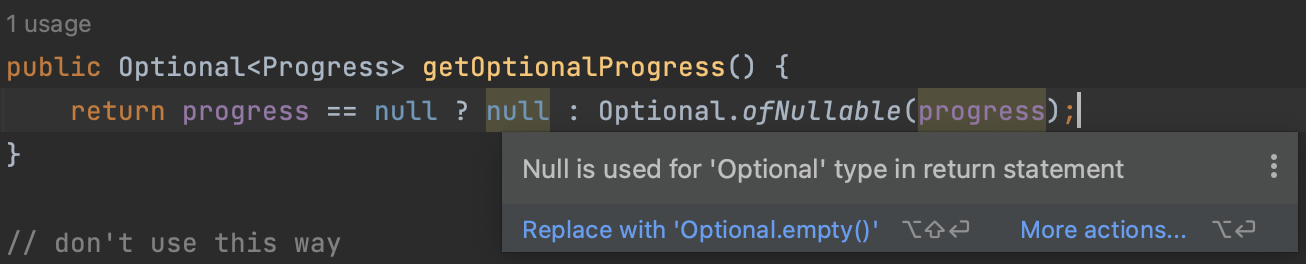 1 usage
public Optional<Progress> getOptionalProgress() {
return progress == null ? null : Optional.ofNullable(progress);
}
Null is used for 'Optional' type in return statement
Replace with 'Optional.empty()' ⌥⇧⏎ More actions... ⌥⏎
// don't use this way